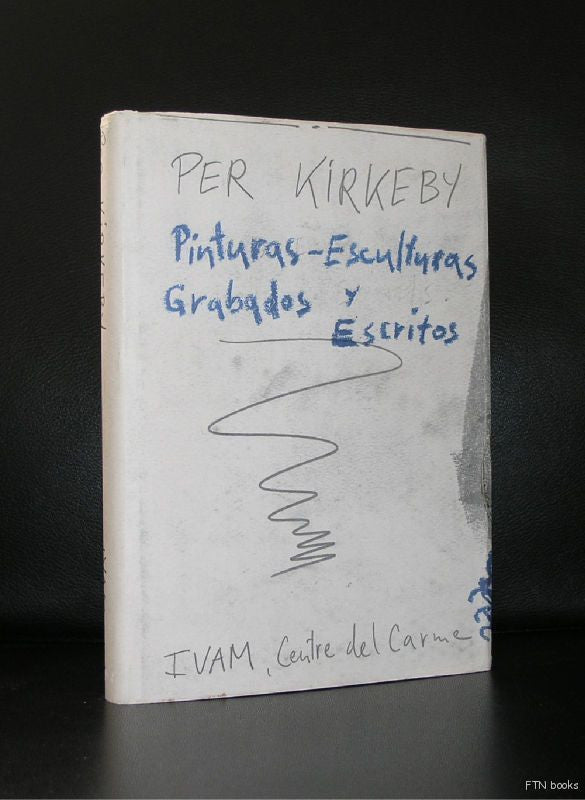 PER KIRKEBY
Pinturas-Esculturas
Grabados y
Escritos
IVAM, Centre del Carme
FTN books